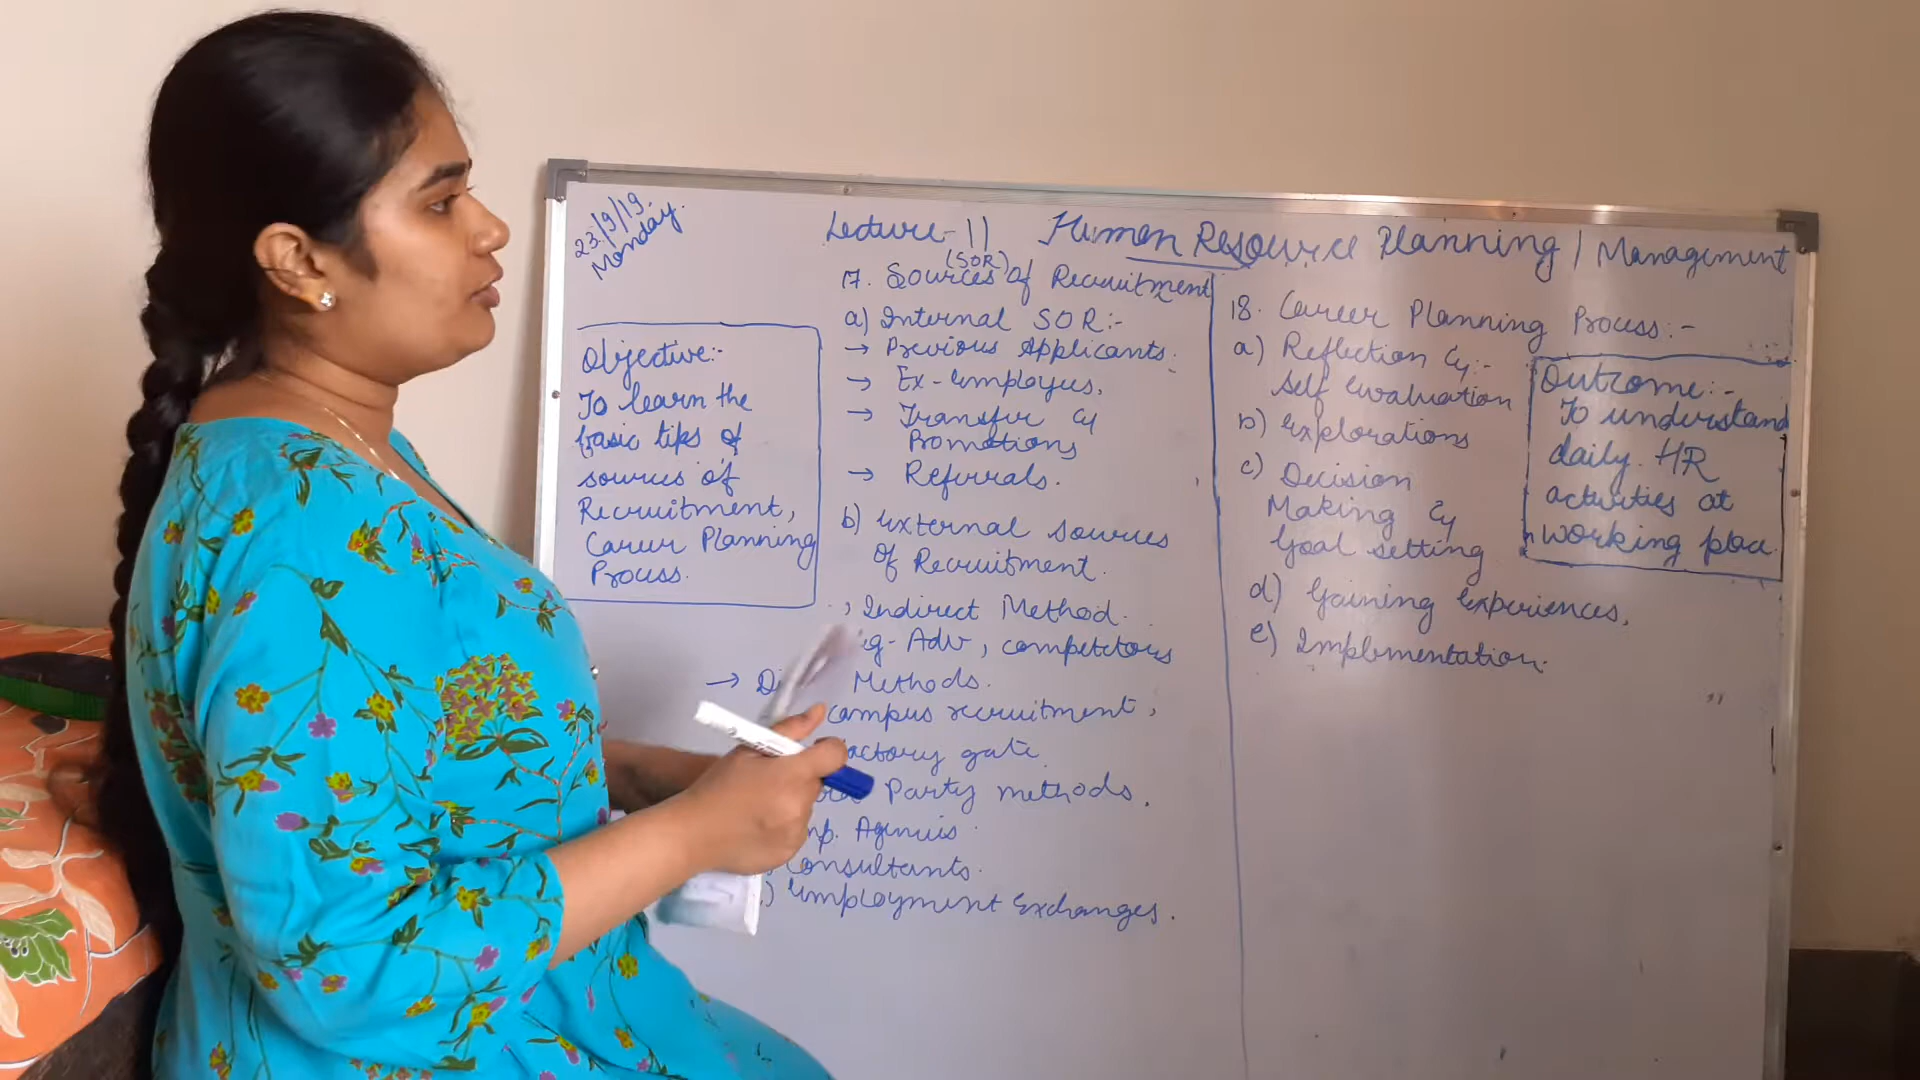 23/9/19
Monday.
Lecture-11 Human Resource Planning / Management
Objective:-
To learn the
basic tips of
sources of
Recruitment,
Career Planning
Process.
17. Sources of Recruitment
(SOR)
a) Internal SOR:-
→ Previous Applicants.
→ Ex-Employees.
→ Transfer &
Promotions
→ Referrals.
b) External Sources
of Recruitment.
Indirect Method.
eg- Adv, competitors
→ Methods.
campus recruitment,
factory gate.
Party methods.
Agencies.
Consultants.
Employment Exchanges.
18. Career Planning Process:-
a) Reflection &:-
Self Evaluation
b) Explorations
c) Decision
Making &
Goal setting
d) Gaining Experiences.
e) Implementation.
Outcome:-
To understand
daily HR
activities at
working place.